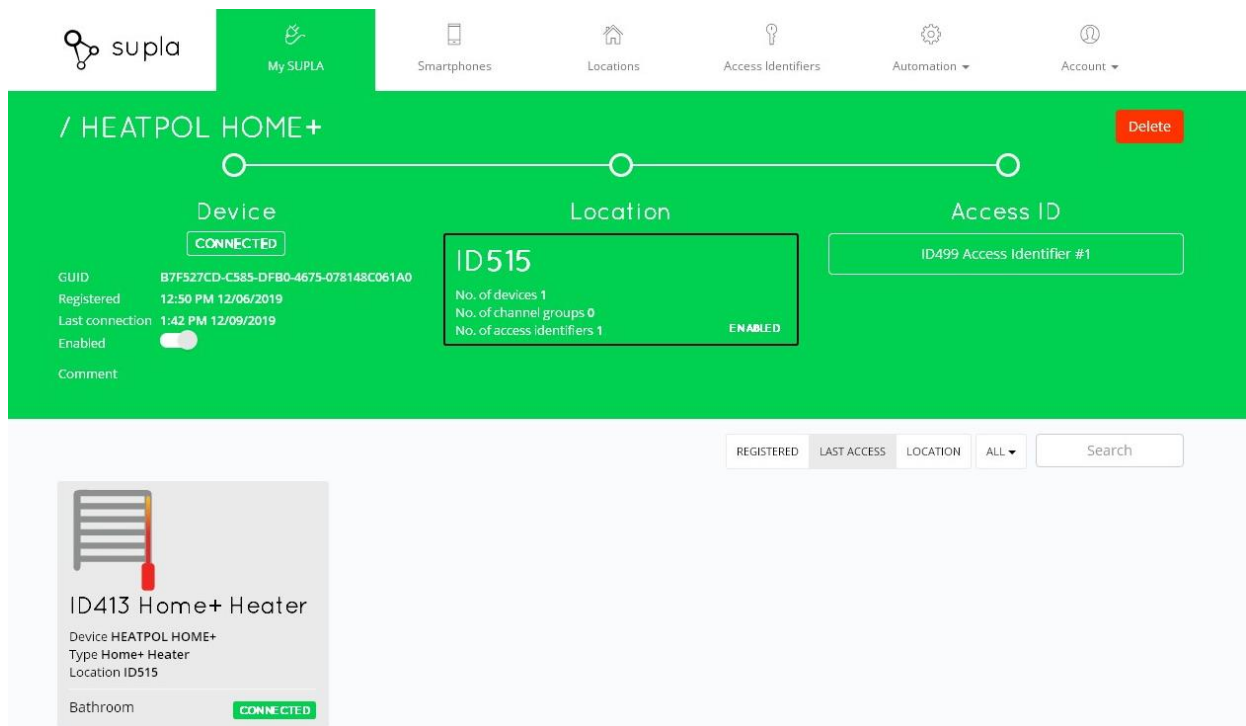 supla
My SUPLA
Smartphones
Locations
Access Identifiers
Automation
Account
/ HEATPOL HOME+
Delete
Device
CONNECTED
GUID B7F527CD-C585-DFB0-4675-078148C061A0
Registered 12:50 PM 12/06/2019
Last connection 1:42 PM 12/09/2019
Enabled
Comment
Location
ID515
No. of devices 1
No. of channel groups 0
No. of access identifiers 1
ENABLED
Access ID
ID499 Access Identifier #1
REGISTERED LAST ACCESS LOCATION ALL Search
ID413 Home+ Heater
Device HEATPOL HOME+
Type Home+ Heater
Location ID515
Bathroom CONNECTED